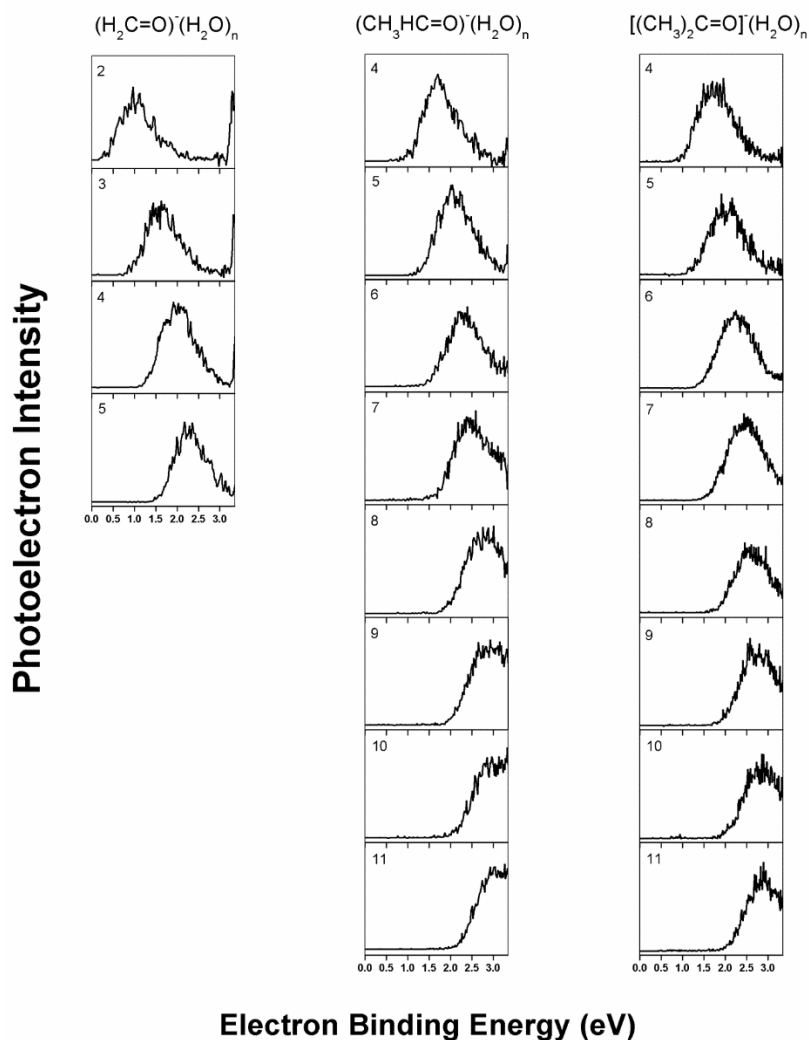 (H₂C=O)⁻(H₂O)ₙ
(CH₃HC=O)⁻(H₂O)ₙ
[(CH₃)₂C=O]⁻(H₂O)ₙ
Photoelectron Intensity
2
3
4
5
0.0 0.5 1.0 1.5 2.0 2.5 3.0
4
5
6
7
8
9
10
11
0.0 0.5 1.0 1.5 2.0 2.5 3.0
4
5
6
7
8
9
10
11
0.0 0.5 1.0 1.5 2.0 2.5 3.0
Electron Binding Energy (eV)